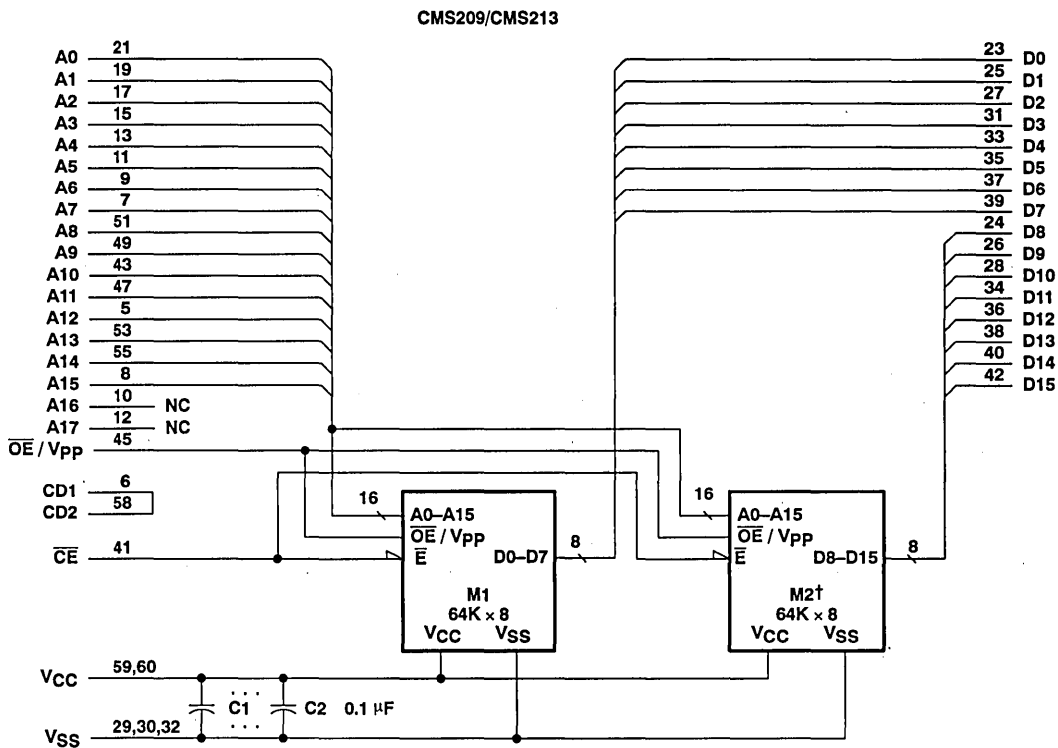 CMS209/CMS213
A0 21 23 D0
A1 19 25 D1
A2 17 27 D2
A3 15 31 D3
A4 13 33 D4
A5 11 35 D5
A6 9 37 D6
A7 7 39 D7
A8 51 24 D8
A9 49 26 D9
A10 43 28 D10
A11 47 34 D11
A12 5 36 D12
A13 53 38 D13
A14 55 40 D14
A15 8 42 D15
A16 10 NC
A17 12 NC
O̅E̅ / VPP 45
CD1 6
CD2 58
C̅E̅ 41
16
A0–A15
O̅E̅ / VPP
E̅ D0–D7
8
M1
64K × 8
VCC VSS
16
A0–A15
O̅E̅ / VPP
E̅ D8–D15
8
M2†
64K × 8
VCC VSS
VCC 59,60
C1 C2 0.1 μF
VSS 29,30,32